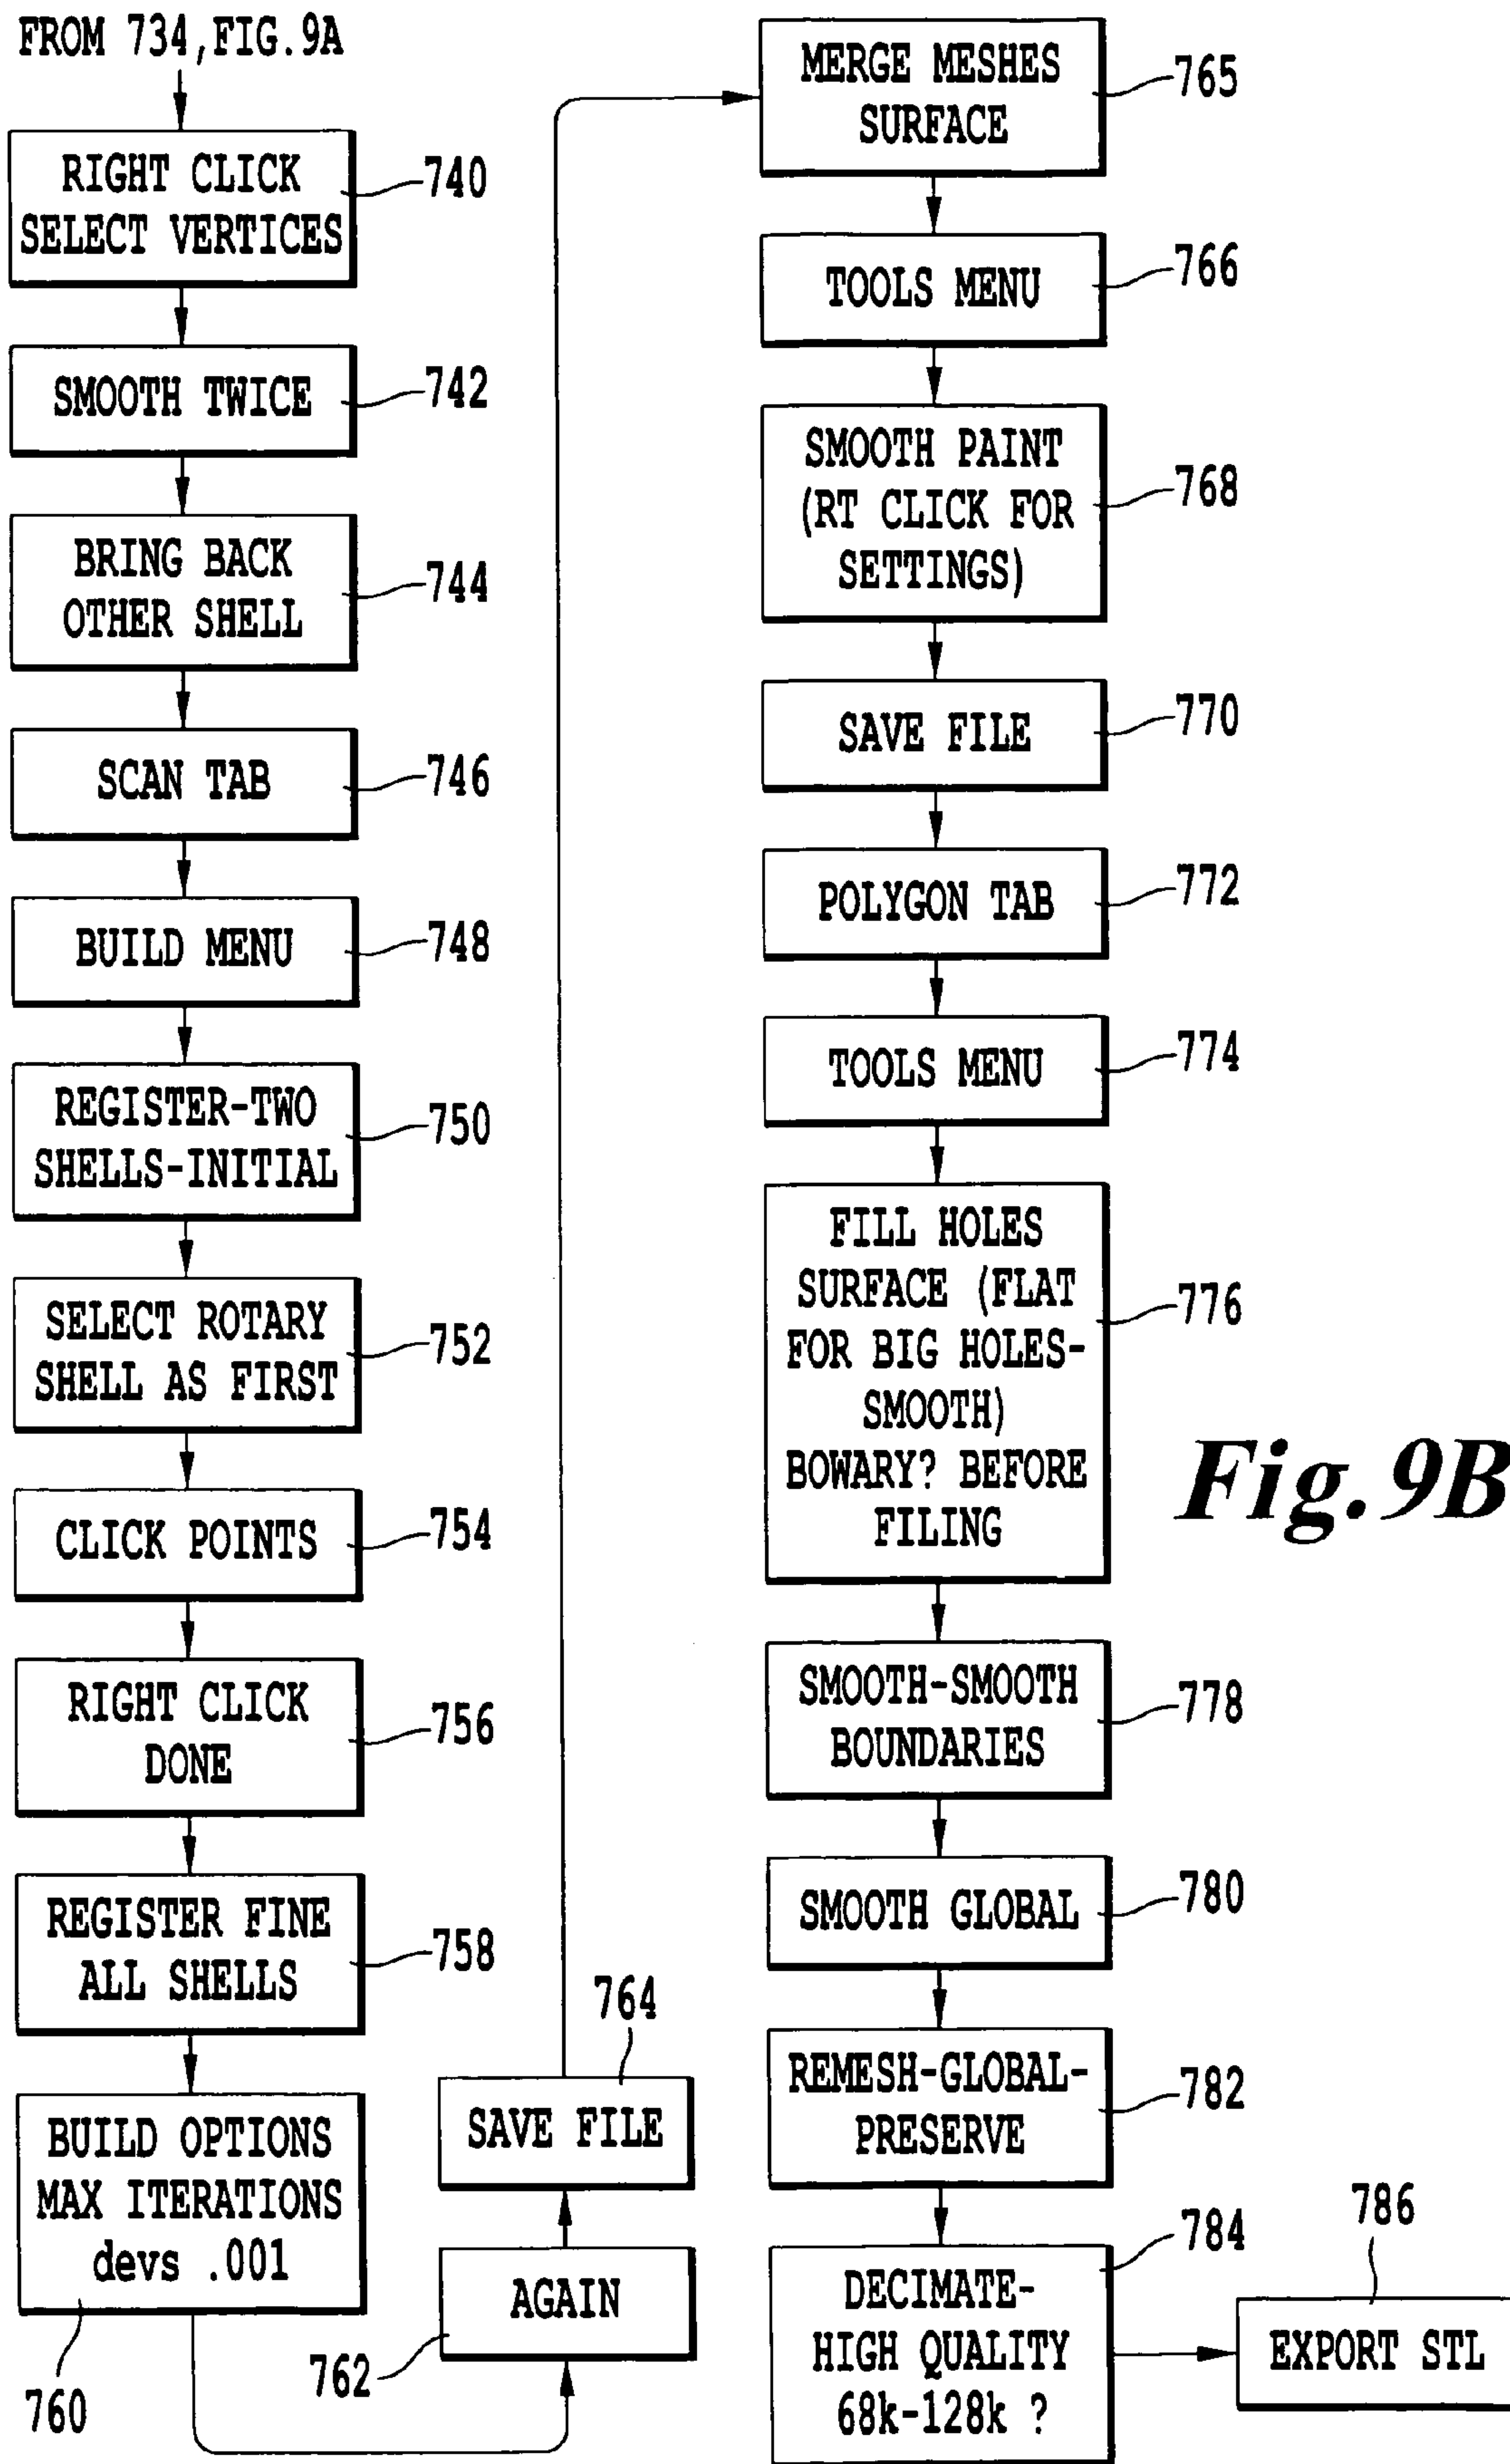 FROM 734,FIG.9A
RIGHT CLICK
SELECT VERTICES
740
SMOOTH TWICE
742
BRING BACK
OTHER SHELL
744
SCAN TAB
746
BUILD MENU
748
REGISTER-TWO
SHELLS-INITIAL
750
SELECT ROTARY
SHELL AS FIRST
752
CLICK POINTS
754
RIGHT CLICK
DONE
756
REGISTER FINE
ALL SHELLS
758
BUILD OPTIONS
MAX ITERATIONS
devs .001
760
AGAIN
762
SAVE FILE
764
MERGE MESHES
SURFACE
765
TOOLS MENU
766
SMOOTH PAINT
(RT CLICK FOR
SETTINGS)
768
SAVE FILE
770
POLYGON TAB
772
TOOLS MENU
774
FILL HOLES
SURFACE (FLAT
FOR BIG HOLES-
SMOOTH)
BOWARY? BEFORE
FILING
776
SMOOTH-SMOOTH
BOUNDARIES
778
SMOOTH GLOBAL
780
REMESH-GLOBAL-
PRESERVE
782
DECIMATE-
HIGH QUALITY
68k-128k ?
784
EXPORT STL
786
Fig.9B